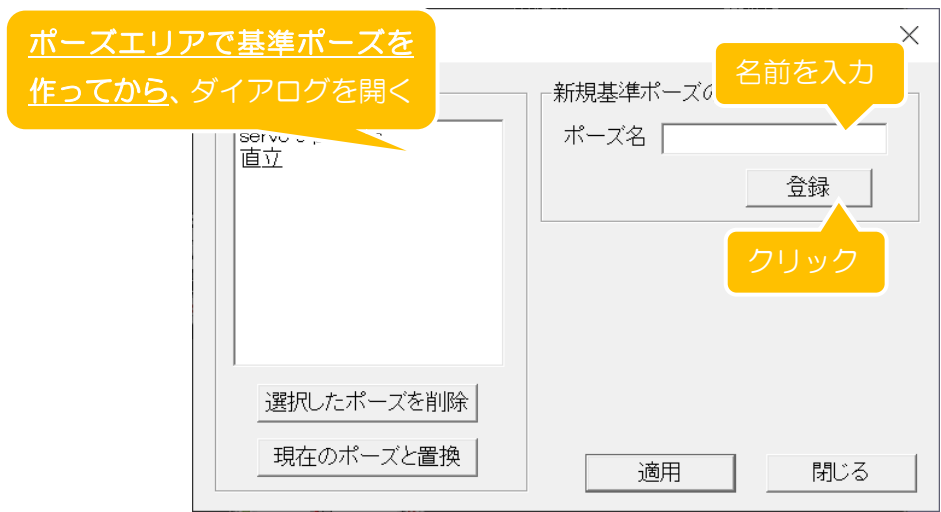 ポーズエリアで基準ポーズを
作ってから、ダイアログを開く
直立
選択したポーズを削除
現在のポーズと置換
新規基準ポーズの
名前を入力
ポーズ名
登録
クリック
適用
閉じる